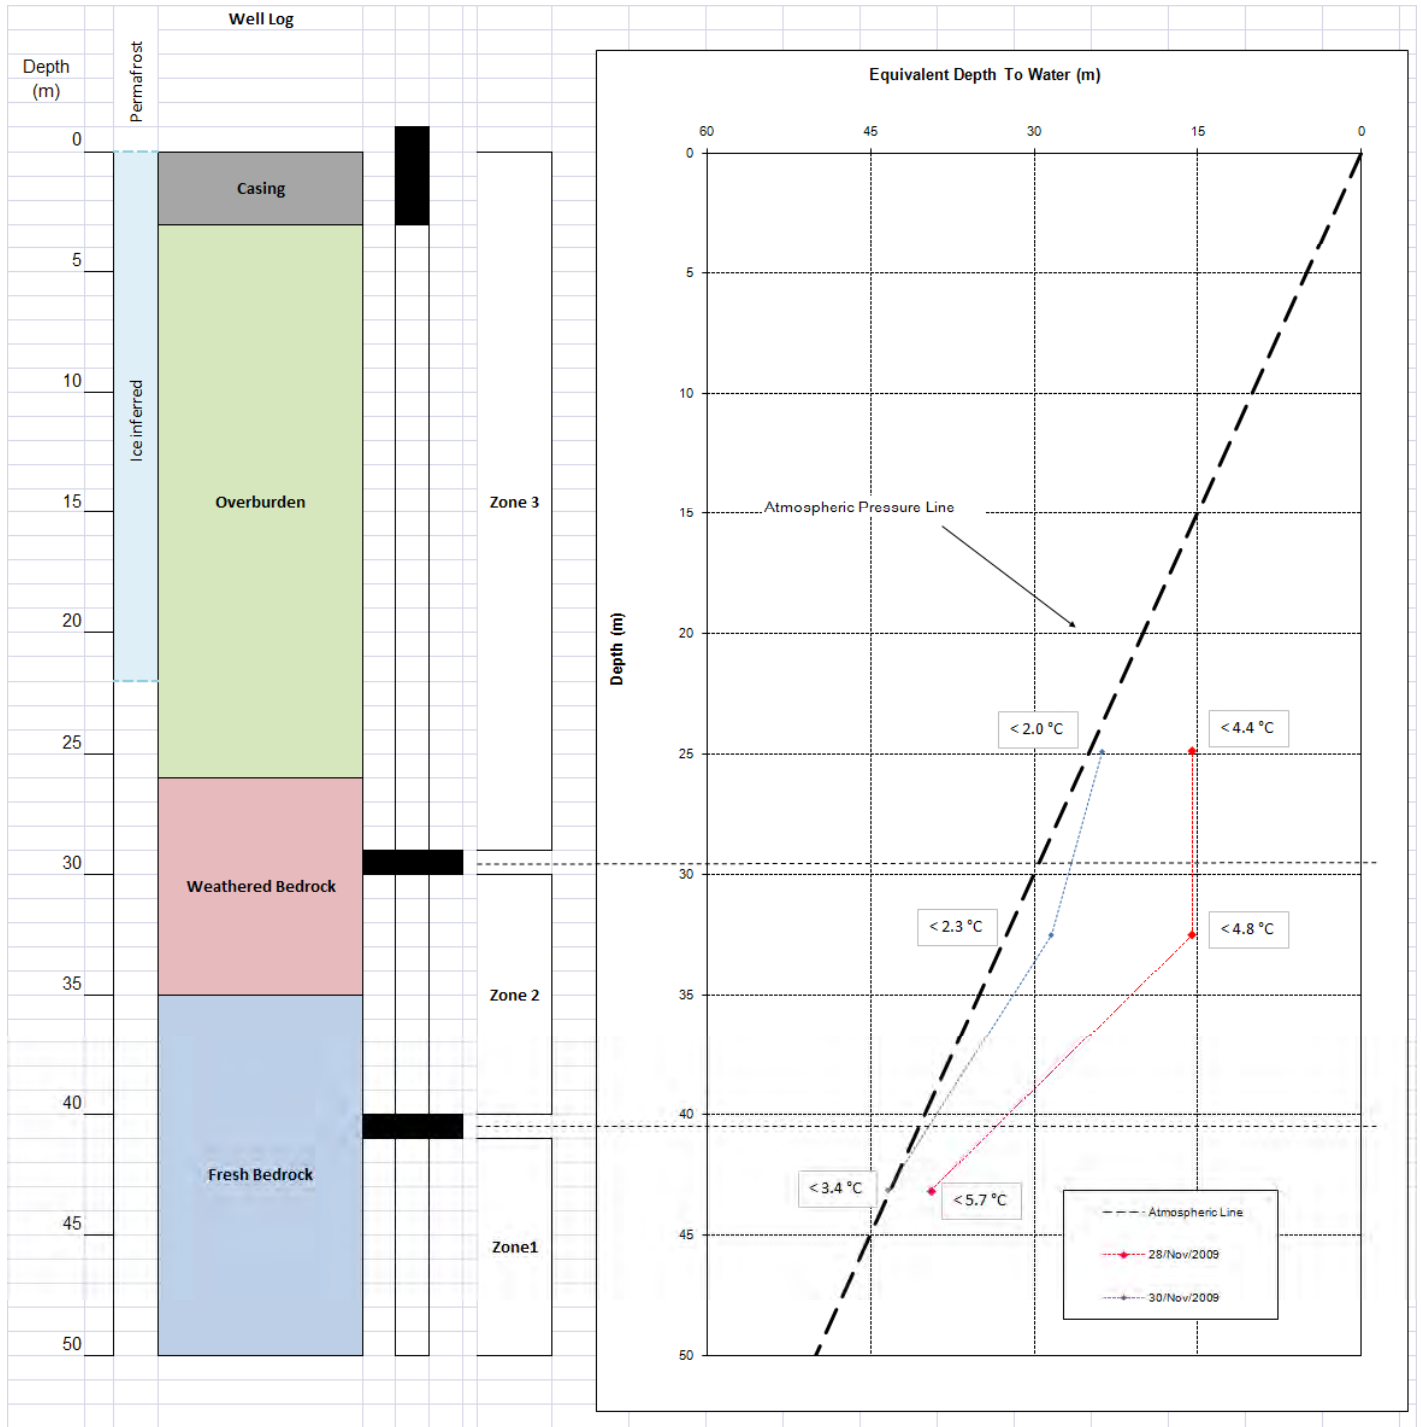 Well Log
Depth
(m)
Permafrost
0
5
10
15
20
25
30
35
40
45
50
Ice inferred
Casing
Overburden
Weathered Bedrock
Fresh Bedrock
Zone 3
Zone 2
Zone1
Equivalent Depth To Water (m)
60 45 30 15 0
Depth (m)
0
5
10
15
20
25
30
35
40
45
50
Atmospheric Pressure Line
< 2.0 °C
< 4.4 °C
< 2.3 °C
< 4.8 °C
< 3.4 °C
< 5.7 °C
Atmospheric Line
28/Nov/2009
30/Nov/2009